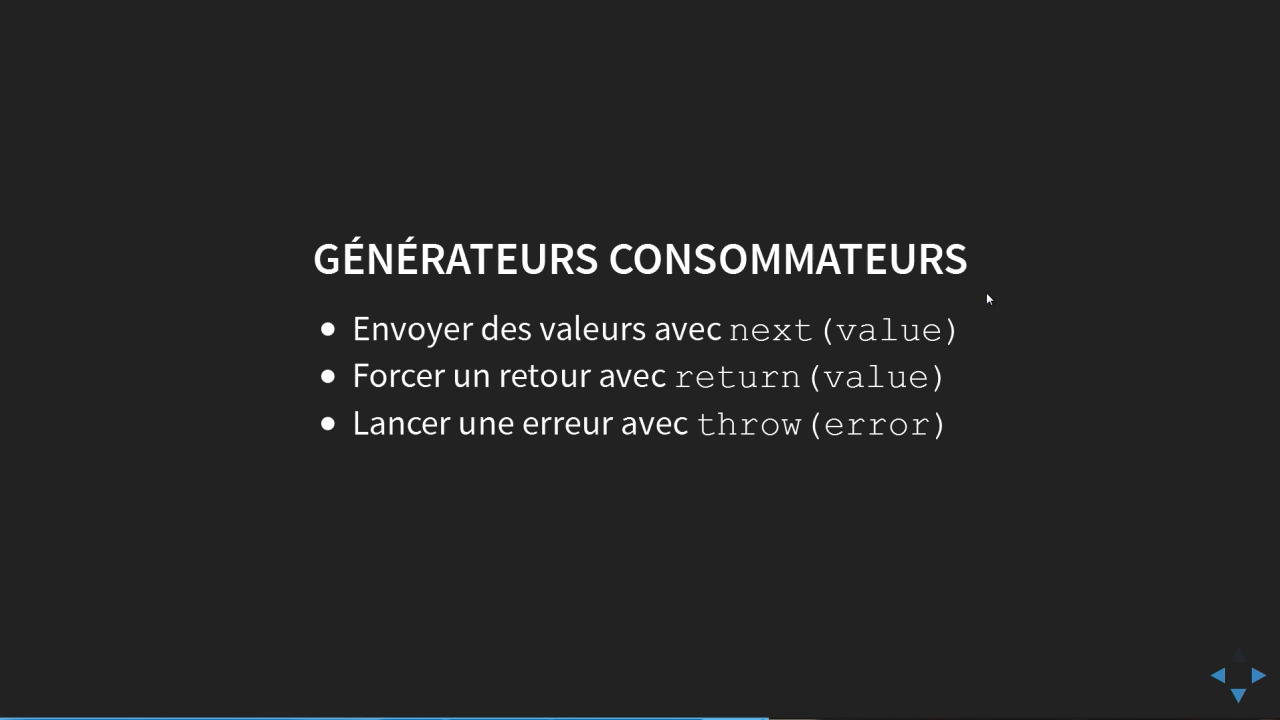 GÉNÉRATEURS CONSOMMATEURS
Envoyer des valeurs avec next(value)
Forcer un retour avec return(value)
Lancer une erreur avec throw(error)